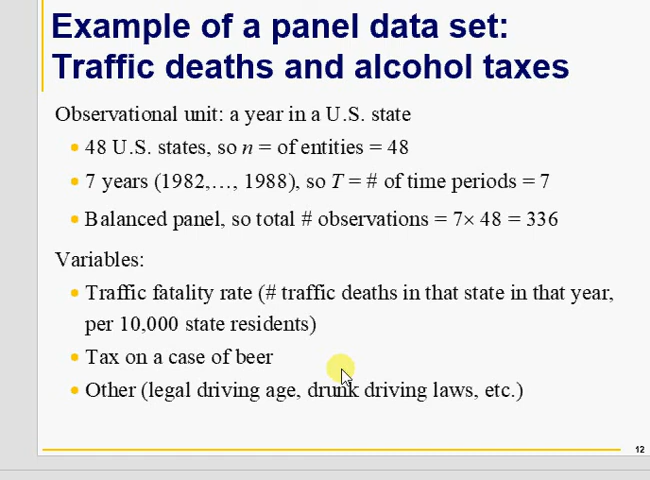 Example of a panel data set:
Traffic deaths and alcohol taxes
Observational unit: a year in a U.S. state
• 48 U.S. states, so n = of entities = 48
• 7 years (1982,…, 1988), so T = # of time periods = 7
• Balanced panel, so total # observations = 7× 48 = 336
Variables:
• Traffic fatality rate (# traffic deaths in that state in that year,
per 10,000 state residents)
• Tax on a case of beer
• Other (legal driving age, drunk driving laws, etc.)
12